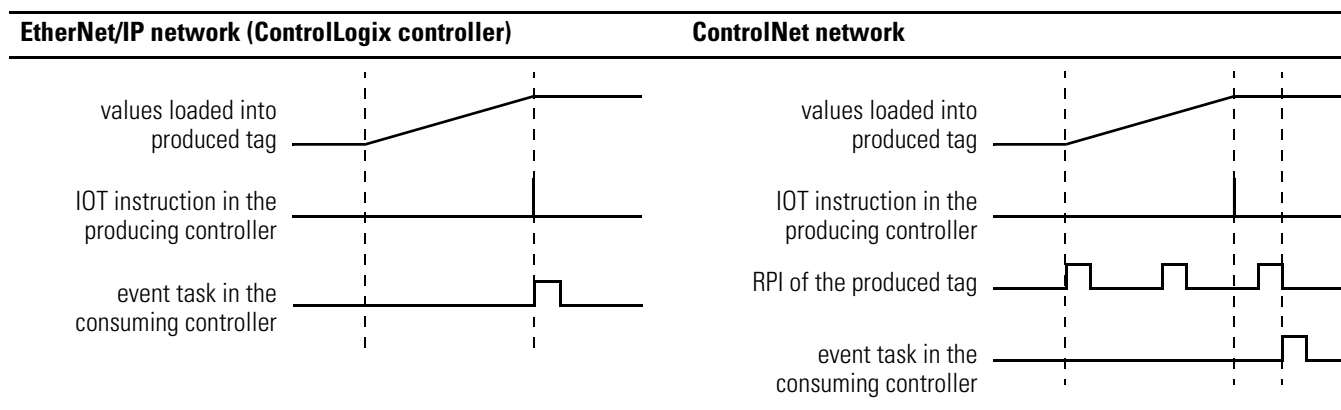 EtherNet/IP network (ControlLogix controller)
values loaded into
produced tag
IOT instruction in the
producing controller
event task in the
consuming controller
ControlNet network
values loaded into
produced tag
IOT instruction in the
producing controller
RPI of the produced tag
event task in the
consuming controller